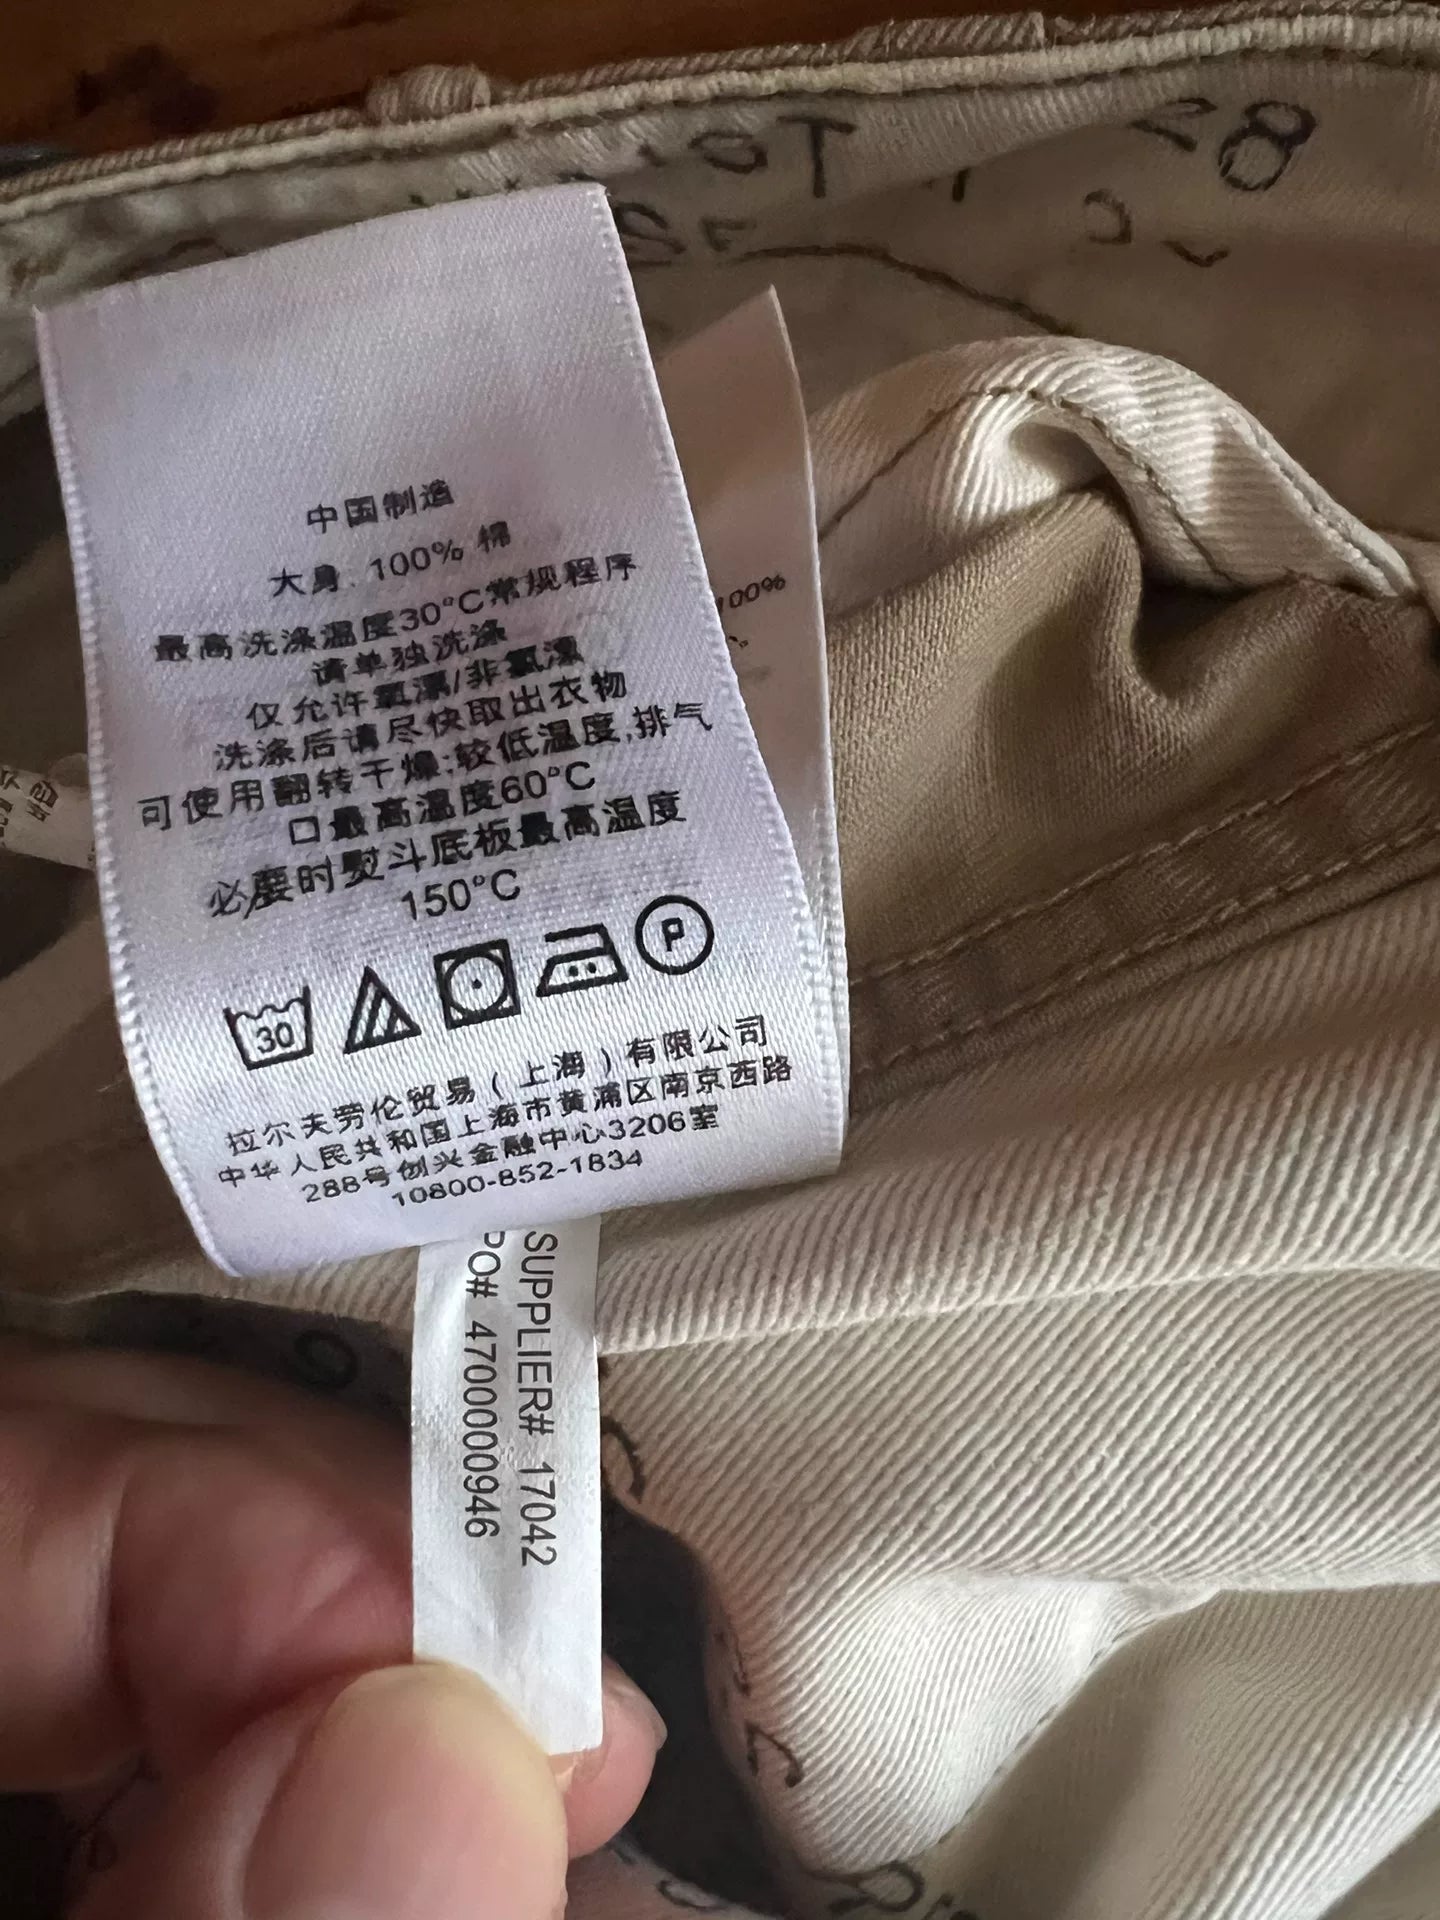 28
中国制造
大身. 100% 棉
最高洗涤温度30°C常规程序
请单独洗涤
仅允许氧漂/非氯漂
洗涤后请尽快取出衣物
可使用翻转干燥;较低温度,排气
口最高温度60°C
必要时熨斗底板最高温度
150°C
30
P
拉尔夫劳伦贸易(上海)有限公司
中华人民共和国上海市黄浦区南京西路
288号创兴金融中心3206室
10800-852-1834
100%
SUPPLIER# 17042
PO# 4700000946